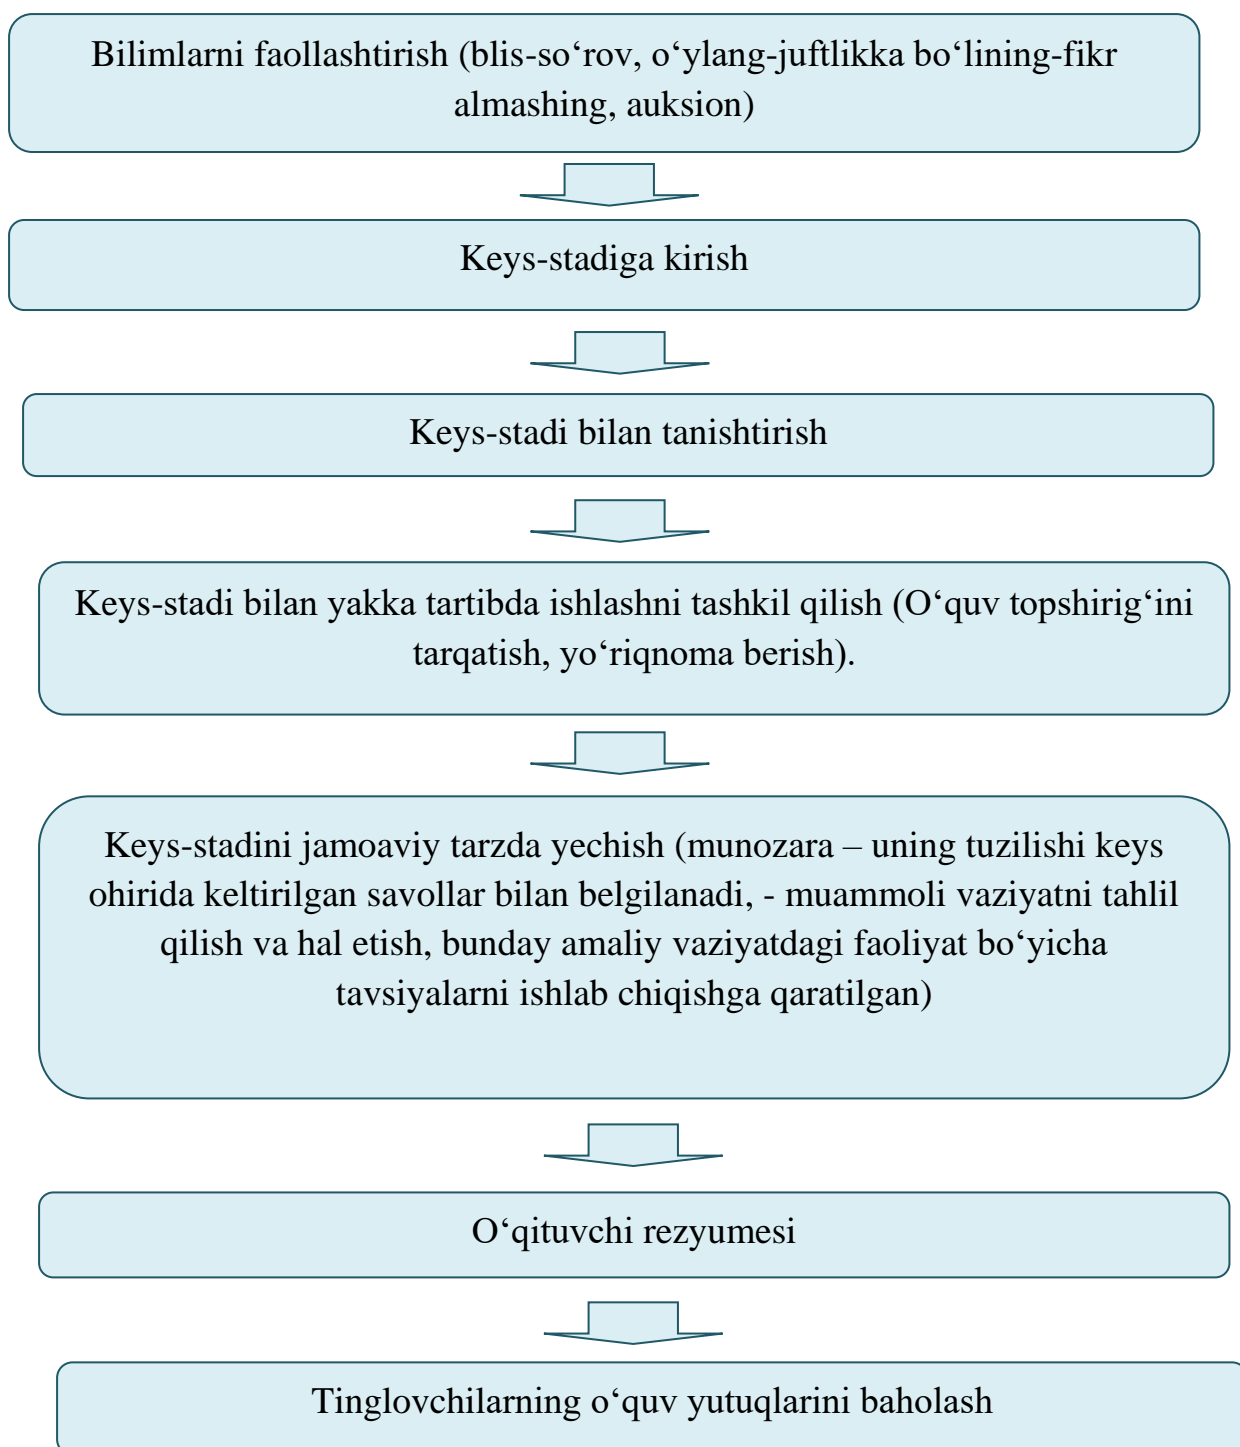 Bilimlarni faollashtirish (blis-so‘rov, o‘ylang-juftlikka bo‘lining-fikr
almashing, auksion)
Keys-stadiga kirish
Keys-stadi bilan tanishtirish
Keys-stadi bilan yakka tartibda ishlashni tashkil qilish (O‘quv topshirig‘ini
tarqatish, yo‘riqnoma berish).
Keys-stadini jamoaviy tarzda yechish (munozara – uning tuzilishi keys
ohirida keltirilgan savollar bilan belgilanadi, - muammoli vaziyatni tahlil
qilish va hal etish, bunday amaliy vaziyatdagi faoliyat bo‘yicha
tavsiyalarni ishlab chiqishga qaratilgan)
O‘qituvchi rezyumesi
Tinglovchilarning o‘quv yutuqlarini baholash